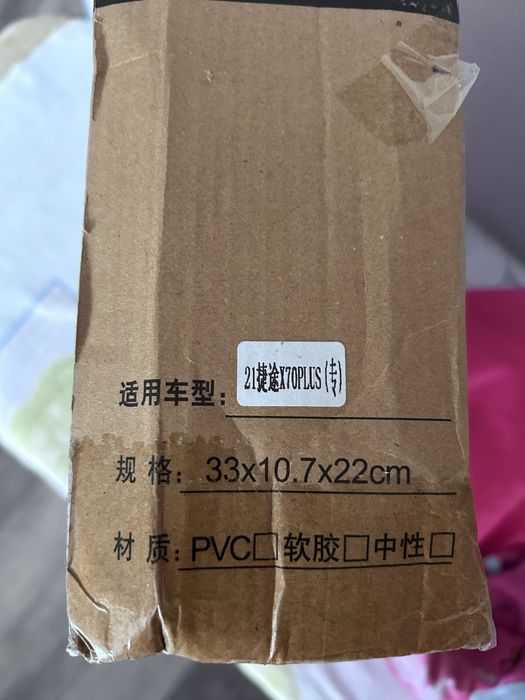 适用车型: 21捷途X70PLUS(专)
规格: 33x10.7x22cm
材质: PVC□软胶□中性□